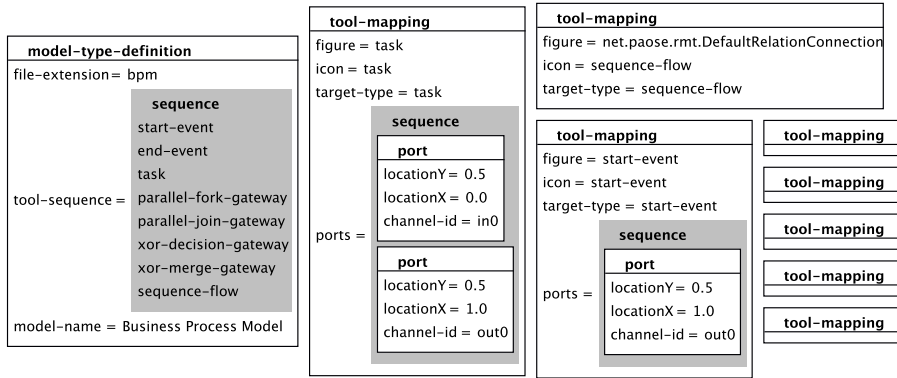 model-type-definition
file-extension= bpm
tool-sequence =
sequence
start-event
end-event
task
parallel-fork-gateway
parallel-join-gateway
xor-decision-gateway
xor-merge-gateway
sequence-flow
model-name = Business Process Model
tool-mapping
figure = task
icon = task
target-type = task
ports =
sequence
port
locationY= 0.5
locationX= 0.0
channel-id = in0
port
locationY= 0.5
locationX= 1.0
channel-id = out0
tool-mapping
figure = net.paose.rmt.DefaultRelationConnection
icon = sequence-flow
target-type = sequence-flow
tool-mapping
figure = start-event
icon = start-event
target-type = start-event
ports =
sequence
port
locationY= 0.5
locationX= 1.0
channel-id = out0
tool-mapping
tool-mapping
tool-mapping
tool-mapping
tool-mapping